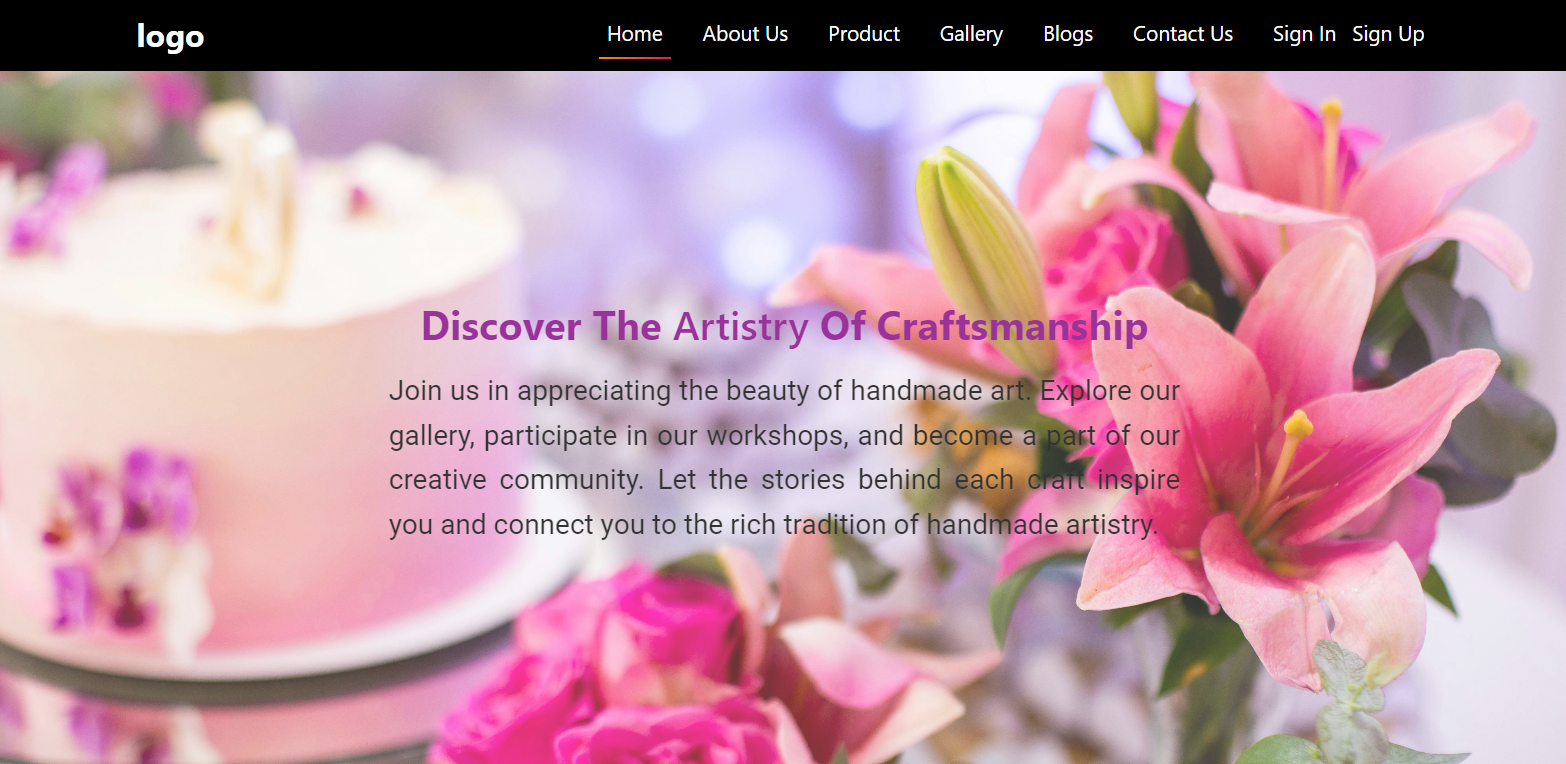 logo Home About Us Product Gallery Blogs Contact Us Sign In Sign Up
Discover The Artistry Of Craftsmanship
Join us in appreciating the beauty of handmade art. Explore our
gallery, participate in our workshops, and become a part of our
creative community. Let the stories behind each craft inspire
you and connect you to the rich tradition of handmade artistry.